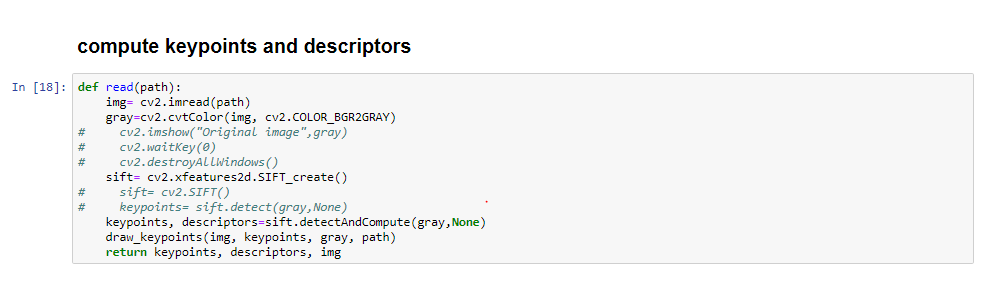 compute keypoints and descriptors
In [18]: def read(path):
    img= cv2.imread(path)
    gray=cv2.cvtColor(img, cv2.COLOR_BGR2GRAY)
#     cv2.imshow("Original image",gray)
#     cv2.waitKey(0)
#     cv2.destroyAllWindows()
    sift= cv2.xfeatures2d.SIFT_create()
#     sift= cv2.SIFT()
#     keypoints= sift.detect(gray,None)
    keypoints, descriptors=sift.detectAndCompute(gray,None)
    draw_keypoints(img, keypoints, gray, path)
    return keypoints, descriptors, img